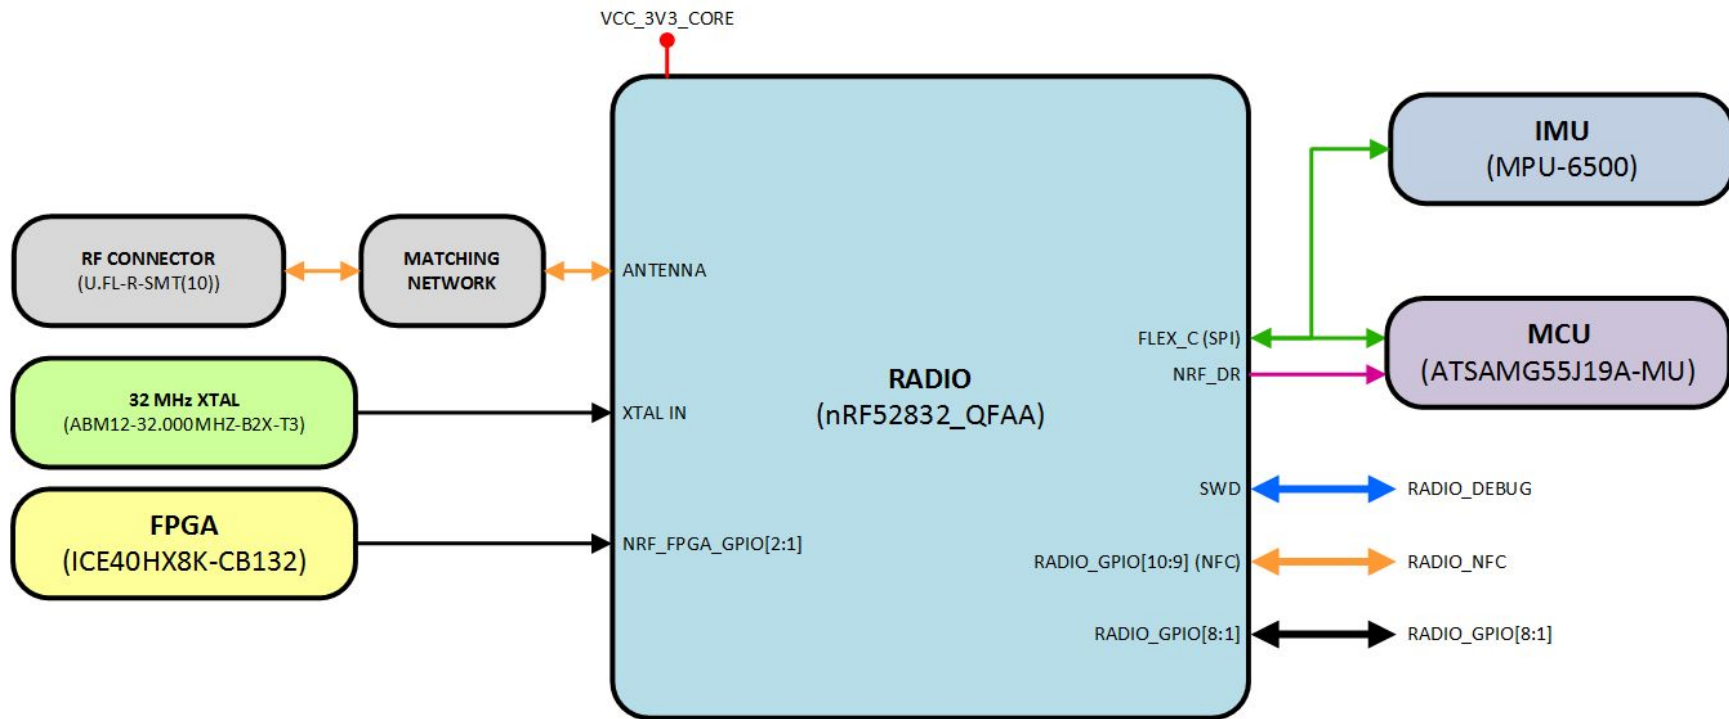 VCC_3V3_CORE
IMU
(MPU-6500)
RF CONNECTOR
(U.FL-R-SMT(10))
MATCHING
NETWORK
ANTENNA
FLEX_C (SPI)
NRF_DR
MCU
(ATSAMG55J19A-MU)
RADIO
(nRF52832_QFAA)
32 MHz XTAL
(ABM12-32.000MHZ-B2X-T3)
XTAL IN
FPGA
(ICE40HX8K-CB132)
NRF_FPGA_GPIO[2:1]
SWD
RADIO_DEBUG
RADIO_GPIO[10:9] (NFC)
RADIO_NFC
RADIO_GPIO[8:1]
RADIO_GPIO[8:1]